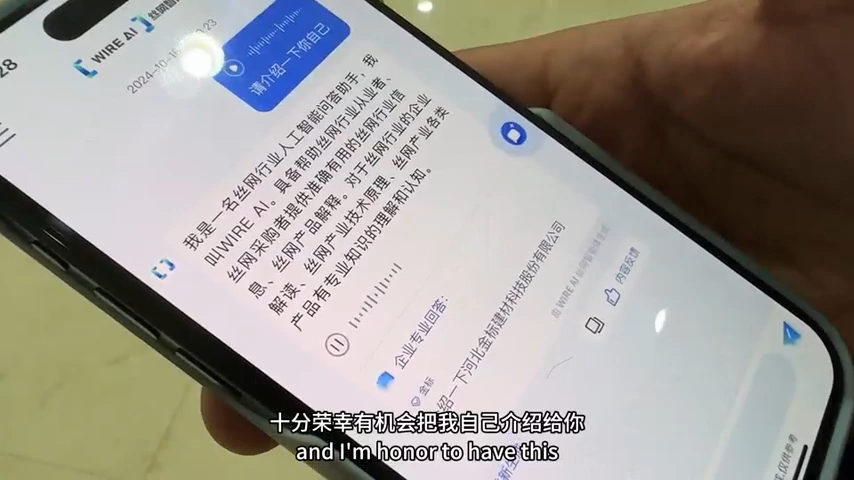 28
WIRE AI
丝网
请介绍一下你自己
我是一名丝网行业人工智能问答助手，我
叫WIRE AI。具备帮助丝网行业从业者、
丝网采购者提供准确有用的丝网行业信
息、丝网产品解释。对于丝网行业的企业
解读、丝网产业技术原理、丝网产业各类
产品有专业知识的理解和认知。
企业专业回答：
金标
绍一下河北金标建材科技股份有限公司
内容反馈
十分荣幸有机会把我自己介绍给你
and I'm honor to have this